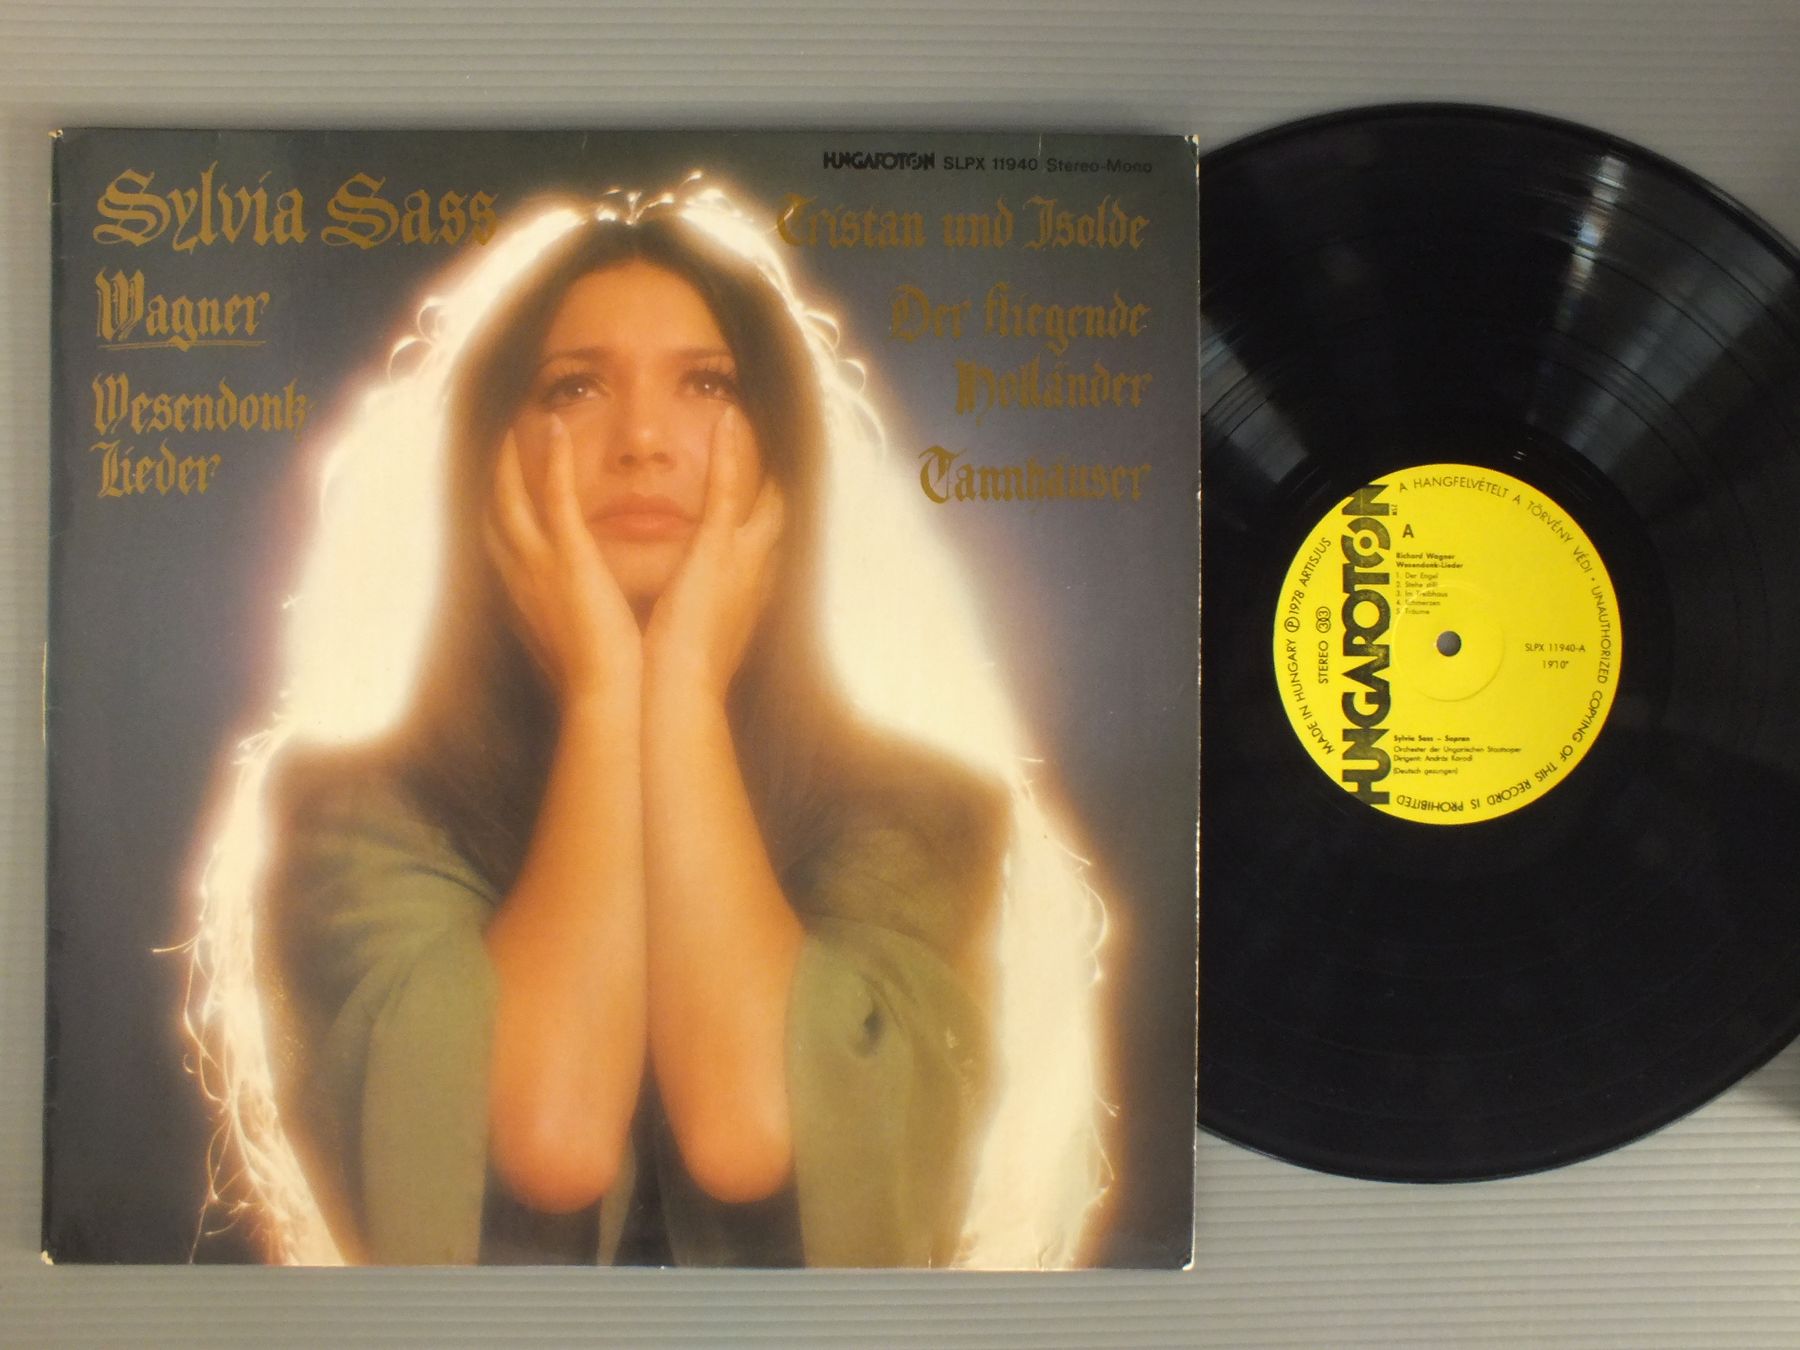 HUNGAROTON SLPX 11940 Stereo-Mono
Sylvia Sass
Wagner
Wesendonk-
Lieder
Tristan und Isolde
Der fliegende
Holländer
Tannhäuser
HUNGAROTON
A HANGFELVÉTELT A TÖRVÉNY VÉDI • UNAUTHORIZED COPYING OF THIS RECORD IS PROHIBITED
MADE IN HUNGARY Ⓟ 1978 ARTISJUS
STEREO 33
A
Richard Wagner
Wesendonk-Lieder
1. Der Engel
2. Stehe still
3. Im Treibhaus
4. Schmerzen
5. Träume
SLPX 11940-A
19'10"
Sylvia Sass – Sopran
Orchester der Ungarischen Staatsoper
Dirigent: András Kórodi
(Deutsch gesungen)